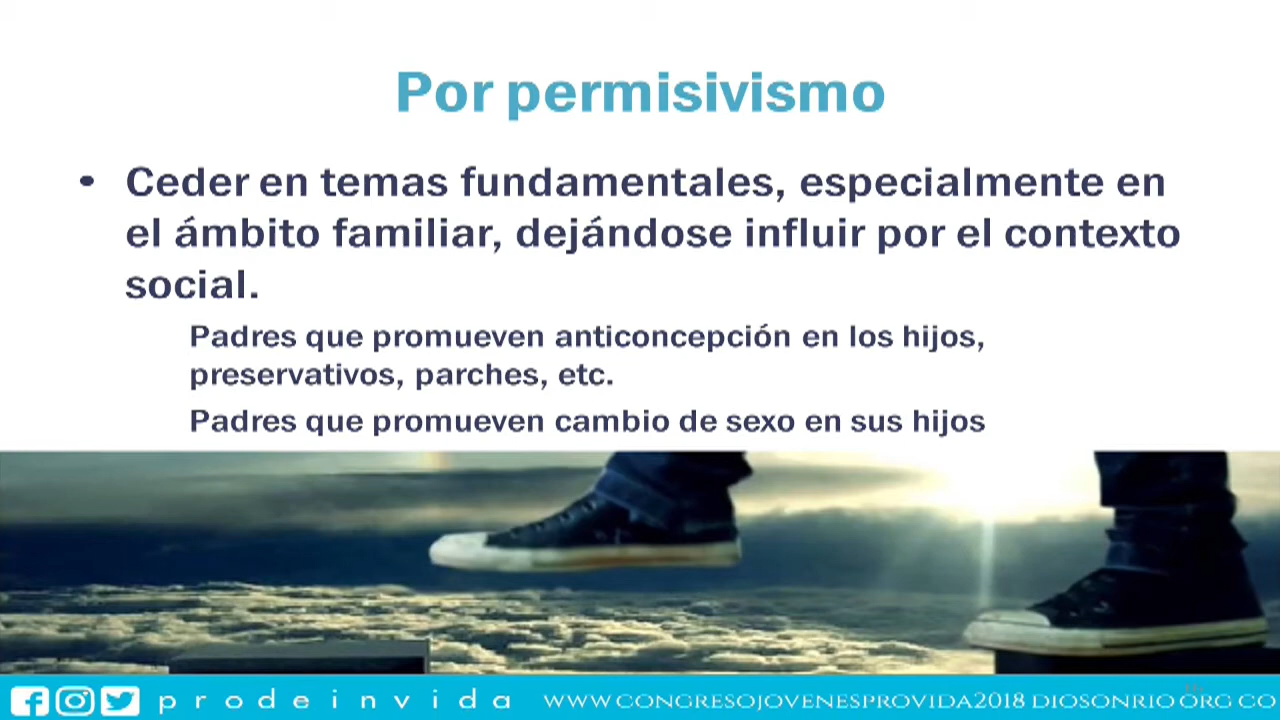 Por permisivismo
• Ceder en temas fundamentales, especialmente en
el ámbito familiar, dejándose influir por el contexto
social.
Padres que promueven anticoncepción en los hijos,
preservativos, parches, etc.
Padres que promueven cambio de sexo en sus hijos
prodeinvida WWW.CONGRESOJOVENESPROVIDA2018 DIOSONRIO ORG CO